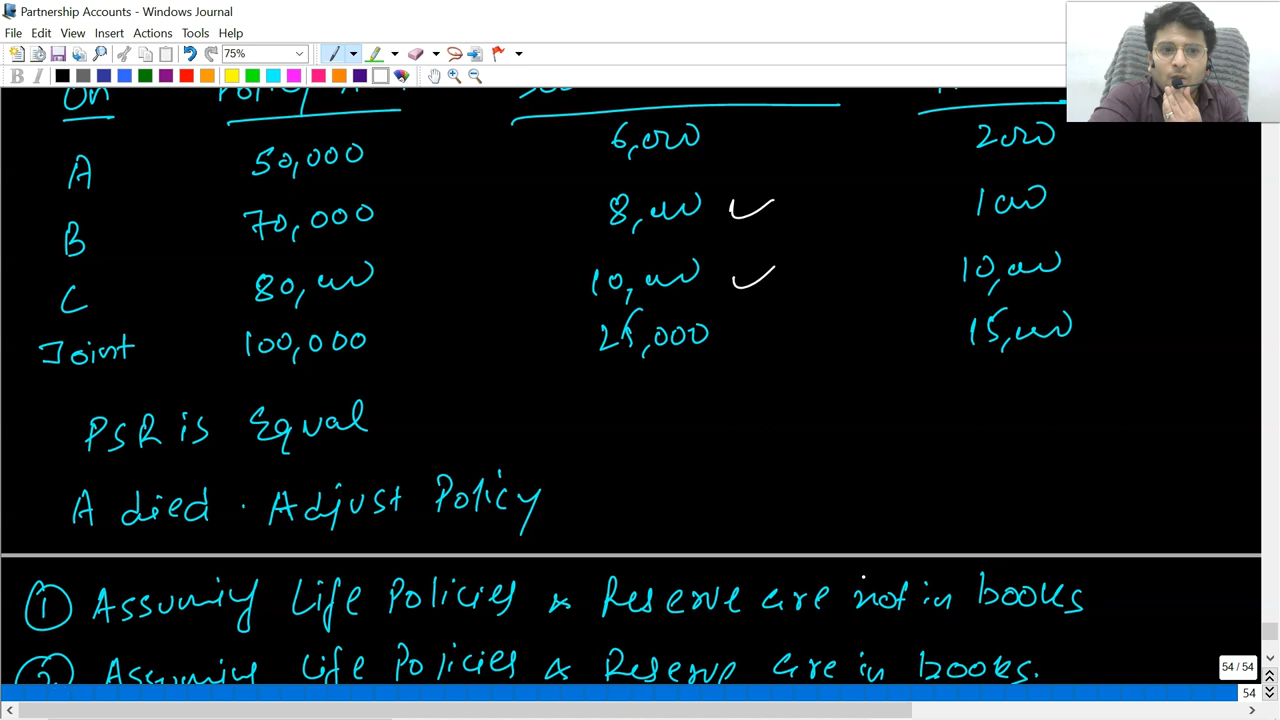 Partnership Accounts - Windows Journal
File Edit View Insert Actions Tools Help
75%
B I
On Policy
A 50,000 6,000 2000
B 70,000 8,000 ✓ 1000
C 80,000 10,000 ✓ 10,000
Joint 100,000 25,000 15,000
PSR is Equal
A died . Adjust Policy
① Assuming Life Policies & Reserve are not in books
② Assuming Life Policies & Reserve are in books.
54 / 54
54